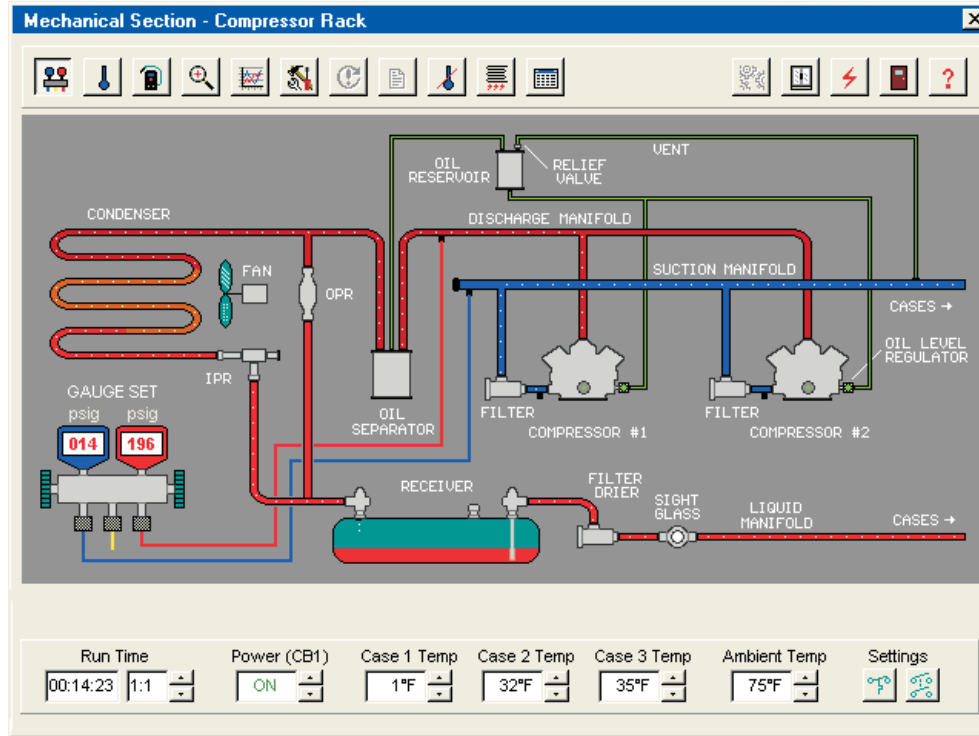 Mechanical Section - Compressor Rack
VENT
OIL
RESERVOIR
RELIEF
VALVE
CONDENSER
DISCHARGE MANIFOLD
FAN
SUCTION MANIFOLD
OPR
CASES →
OIL LEVEL
REGULATOR
IPR
GAUGE SET
psig psig
014 196
OIL
SEPARATOR
FILTER
COMPRESSOR #1
FILTER
COMPRESSOR #2
RECEIVER
FILTER
DRIER
SIGHT
GLASS
LIQUID
MANIFOLD
CASES →
Run Time Power (CB1) Case 1 Temp Case 2 Temp Case 3 Temp Ambient Temp Settings
00:14:23 1:1 ON 1°F 32°F 35°F 75°F